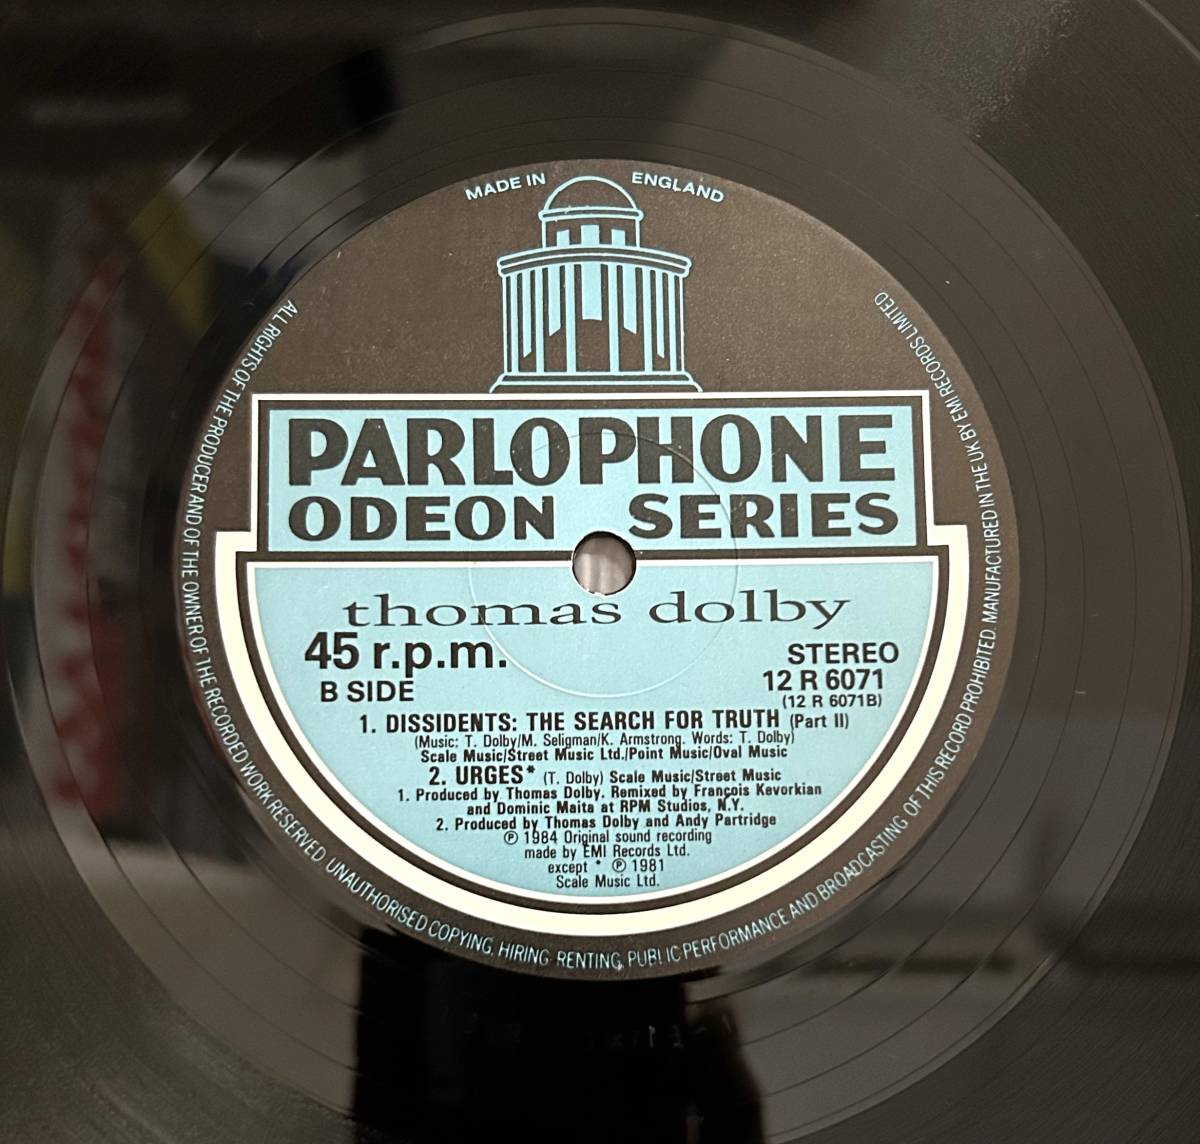 MADE IN ENGLAND
PARLOPHONE
ODEON SERIES
thomas dolby
45 r.p.m.
B SIDE
STEREO
12 R 6071
(12 R 6071B)
1. DISSIDENTS: THE SEARCH FOR TRUTH (Part II)
(Music: T. Dolby/M. Seligman/K. Armstrong. Words: T. Dolby)
Scale Music/Street Music Ltd./Point Music/Oval Music
2. URGES* (T. Dolby) Scale Music/Street Music
1. Produced by Thomas Dolby. Remixed by François Kevorkian
and Dominic Maita at RPM Studios, N.Y.
2. Produced by Thomas Dolby and Andy Partridge
℗ 1984 Original sound recording
made by EMI Records Ltd.
except * ℗ 1981
Scale Music Ltd.
ALL RIGHTS OF THE PRODUCER AND OF THE OWNER OF THE RECORDED WORK RESERVED. UNAUTHORISED COPYING, HIRING, RENTING, PUBLIC PERFORMANCE AND BROADCASTING OF THIS RECORD PROHIBITED. MANUFACTURED IN THE UK BY EMI RECORDS LIMITED